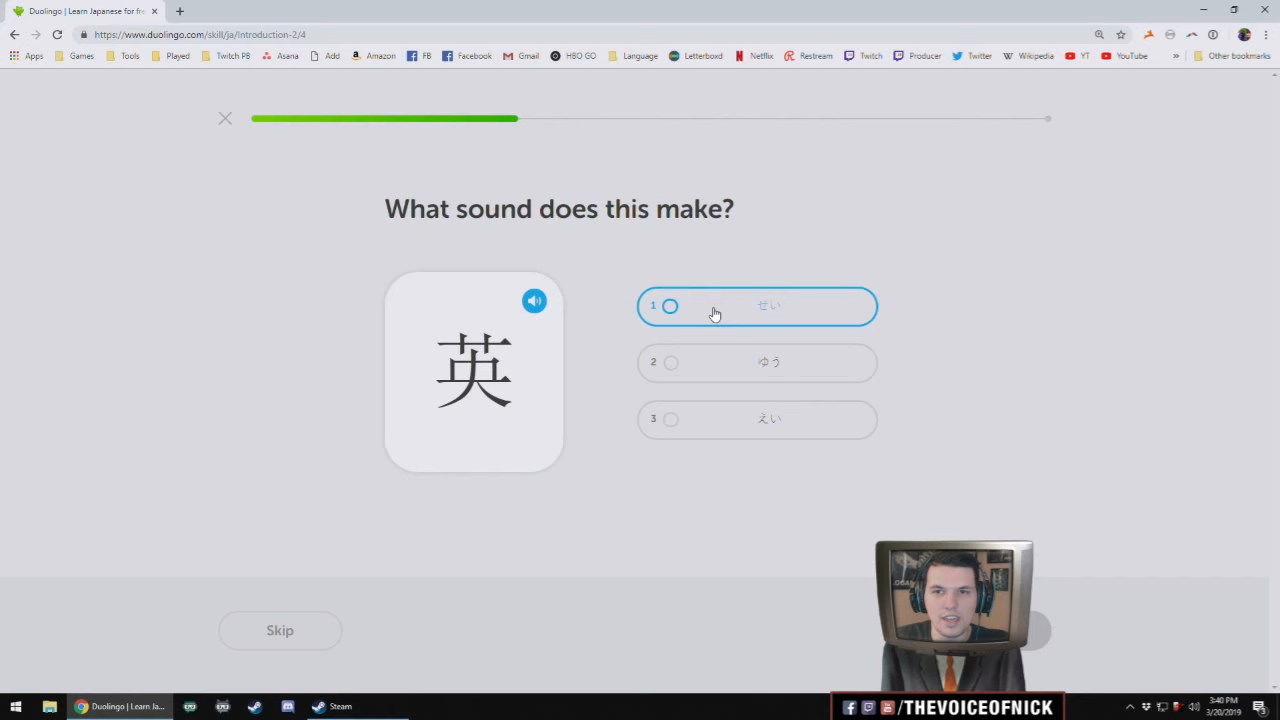 Duolingo | Learn Japanese for fre
https://www.duolingo.com/skill/ja/Introduction-2/4
Apps Games Tools Played Twitch PB Asana Add Amazon FB Facebook Gmail HBO GO Language Letterboxd Netflix Restream Twitch Producer Twitter Wikipedia YT YouTube » Other bookmarks
What sound does this make?
英
1 せい
2 ゆう
3 えい
Skip
/THEVOICEOFNICK
Duolingo | Learn Ja...
Steam
3:40 PM
3/20/2019